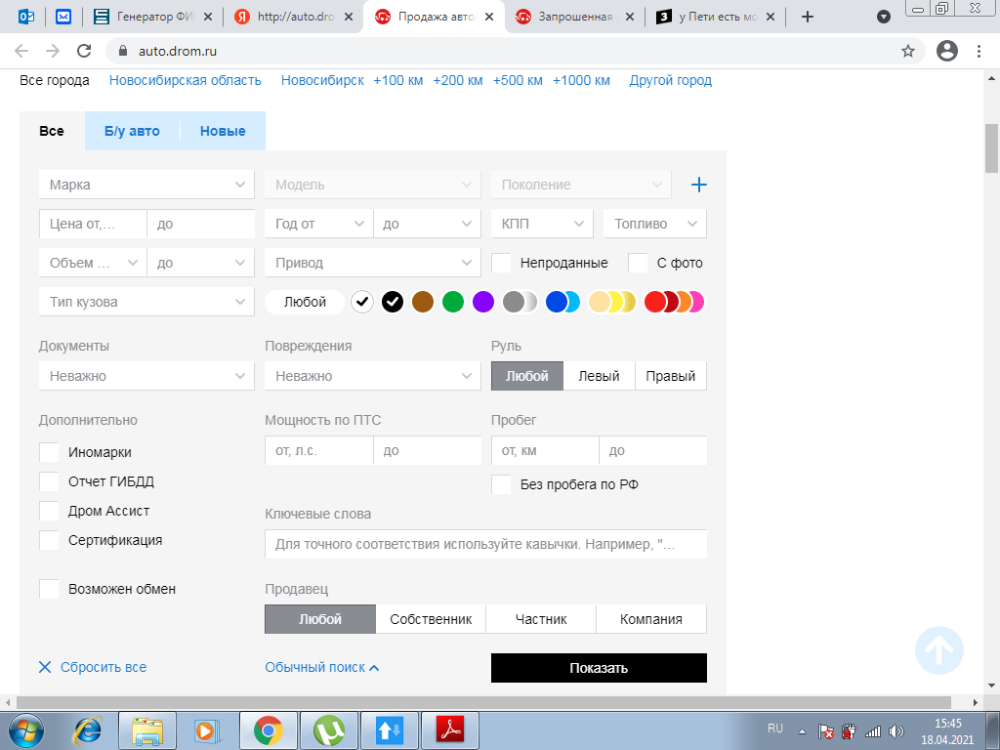 Генератор ФИ
http://auto.dro
Продажа авто
Запрошенная
З у Пети есть мо
auto.drom.ru
Все города Новосибирская область Новосибирск +100 км +200 км +500 км +1000 км Другой город
Все Б/у авто Новые
Марка Модель Поколение
Цена от,... до Год от до КПП Топливо
Объем ... до Привод Непроданные С фото
Тип кузова Любой
Документы Повреждения Руль
Неважно Неважно Любой Левый Правый
Дополнительно Мощность по ПТС Пробег
Иномарки от, л.с. до от, км до
Отчет ГИБДД Без пробега по РФ
Дром Ассист Ключевые слова
Сертификация Для точного соответствия используйте кавычки. Например, "...
Возможен обмен Продавец
Любой Собственник Частник Компания
Сбросить все Обычный поиск Показать
RU 15:45
18.04.2021